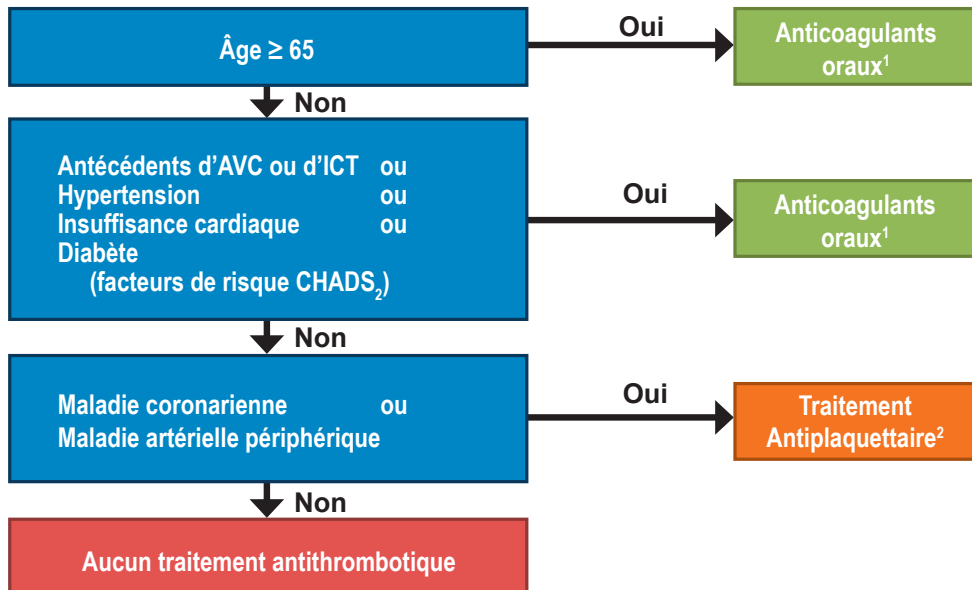 Âge ≥ 65
Oui
Anticoagulants
oraux¹
Non
Antécédents d'AVC ou d'ICT ou
Hypertension ou
Insuffisance cardiaque ou
Diabète
(facteurs de risque CHADS₂)
Oui
Anticoagulants
oraux¹
Non
Maladie coronarienne ou
Maladie artérielle périphérique
Oui
Traitement
Antiplaquettaire²
Non
Aucun traitement antithrombotique